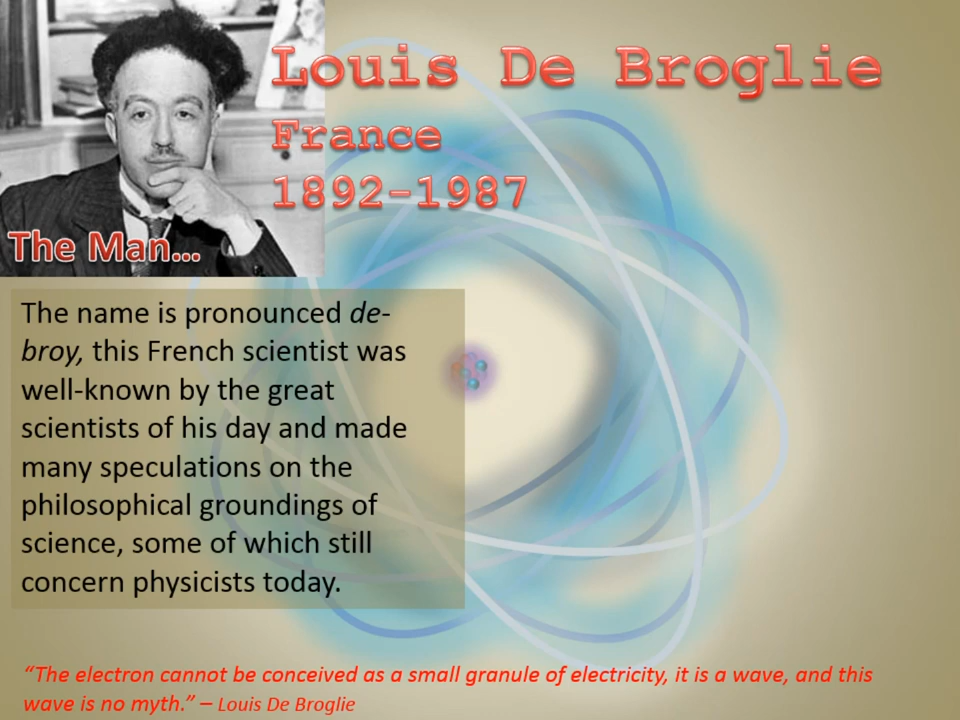 Louis De Broglie
France
1892-1987
The Man…
The name is pronounced de-
broy, this French scientist was
well-known by the great
scientists of his day and made
many speculations on the
philosophical groundings of
science, some of which still
concern physicists today.
“The electron cannot be conceived as a small granule of electricity, it is a wave, and this
wave is no myth.” – Louis De Broglie